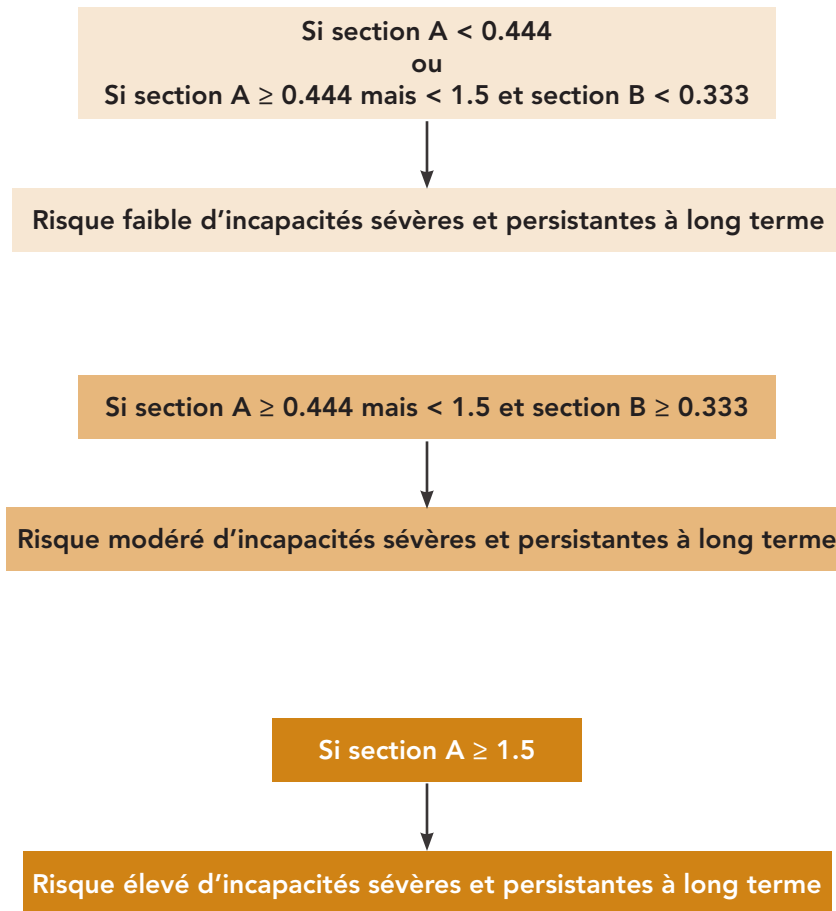 Si section A < 0.444
ou
Si section A ≥ 0.444 mais < 1.5 et section B < 0.333
Risque faible d’incapacités sévères et persistantes à long terme
Si section A ≥ 0.444 mais < 1.5 et section B ≥ 0.333
Risque modéré d’incapacités sévères et persistantes à long terme
Si section A ≥ 1.5
Risque élevé d’incapacités sévères et persistantes à long terme